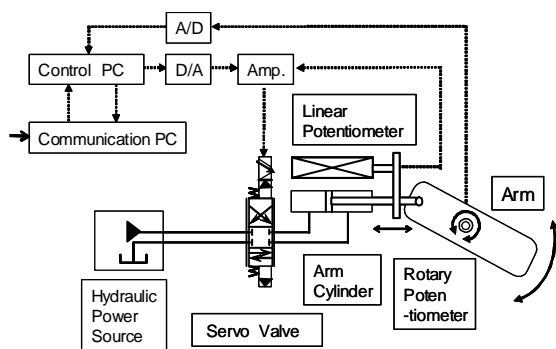 A/D
Control PC
D/A
Amp.
Communication PC
Linear
Potentiometer
Arm
Arm
Cylinder
Rotary
Poten
-tiometer
Hydraulic
Power
Source
Servo Valve